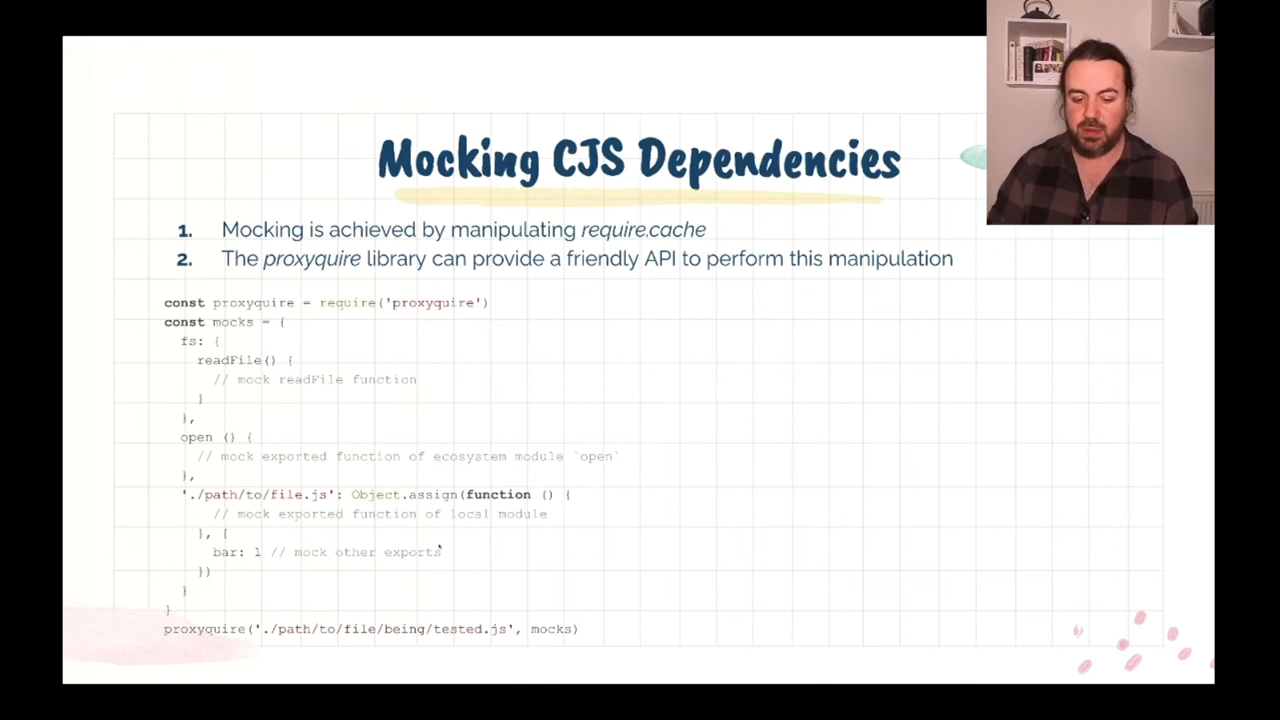 Mocking CJS Dependencies
1. Mocking is achieved by manipulating require.cache
2. The proxyquire library can provide a friendly API to perform this manipulation
const proxyquire = require('proxyquire')
const mocks = {
  fs: {
    readFile() {
      // mock readFile function
    }
  },
  open () {
    // mock exported function of ecosystem module `open`
  },
  './path/to/file.js': Object.assign(function () {
      // mock exported function of local module
    }, {
      bar: 1 // mock other exports
    })
  }
}
proxyquire('./path/to/file/being/tested.js', mocks)